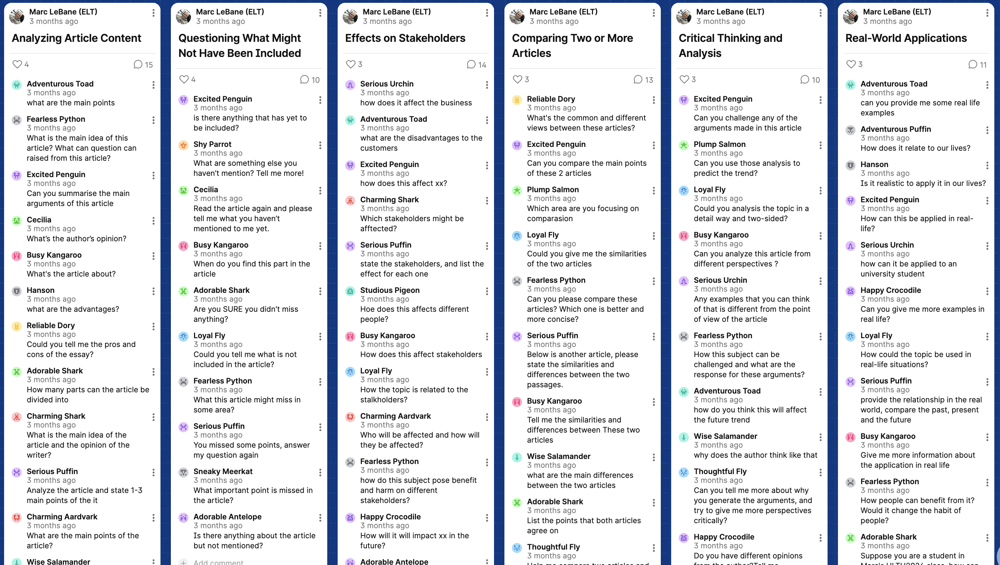 Marc LeBane (ELT)
3 months ago
Analyzing Article Content
4
15
Adventurous Toad
3 months ago
what are the main points
Fearless Python
3 months ago
What is the main idea of this
article? What can question can
raised from this article?
Excited Penguin
3 months ago
Can you summarise the main
arguments of this article
Cecilia
3 months ago
What’s the author’s opinion?
Busy Kangaroo
3 months ago
What's the article about?
Hanson
3 months ago
what are the advantages?
Reliable Dory
3 months ago
Could you tell me the pros and
cons of the essay?
Adorable Shark
3 months ago
How many parts can the article be
divided into
Charming Shark
3 months ago
What is the main idea of the
article and the opinion of the
writer?
Serious Puffin
3 months ago
Analyze the article and state 1-3
main points of the it
Charming Aardvark
3 months ago
What are the main points of the
article?
Wise Salamander
Marc LeBane (ELT)
3 months ago
Questioning What Might
Not Have Been Included
4
10
Excited Penguin
3 months ago
is there anything that has yet to
be included?
Shy Parrot
3 months ago
What are something else you
haven’t mention? Tell me more!
Cecilia
3 months ago
Read the article again and please
tell me what you haven’t
mentioned to me yet.
Busy Kangaroo
3 months ago
When do you find this part in the
article
Adorable Shark
3 months ago
Are you SURE you didn't miss
anything?
Loyal Fly
3 months ago
Could you tell me what is not
included in the article?
Fearless Python
3 months ago
What this article might miss in
some area?
Serious Puffin
3 months ago
You missed some points, answer
my question again
Sneaky Meerkat
3 months ago
What important point is missed in
the article?
Adorable Antelope
3 months ago
Is there anything about the article
but not mentioned?
Add comment
Marc LeBane (ELT)
3 months ago
Effects on Stakeholders
3
14
Serious Urchin
3 months ago
how does it affect the business
Adventurous Toad
3 months ago
what are the disadvantages to the
customers
Excited Penguin
3 months ago
how does this affect xx?
Charming Shark
3 months ago
Which stakeholders might be
afftected?
Serious Puffin
3 months ago
state the stakeholders, and list the
effect for each one
Studious Pigeon
3 months ago
Hoe does this affects different
people?
Busy Kangaroo
3 months ago
How does this affect stakeholders
Loyal Fly
3 months ago
How the topic is related to the
stalkholders?
Charming Aardvark
3 months ago
Who will be affected and how will
they be affected?
Fearless Python
3 months ago
how do this subject pose benefit
and harm on different
stakeholders?
Happy Crocodile
3 months ago
How will it will impact xx in the
future?
Adorable Antelope
Marc LeBane (ELT)
3 months ago
Comparing Two or More
Articles
3
13
Reliable Dory
3 months ago
What's the common and different
views between these articles?
Excited Penguin
3 months ago
Can you compare the main points
of these 2 articles
Plump Salmon
3 months ago
Which area are you focusing on
comparasion
Loyal Fly
3 months ago
Could you give me the similarities
of the two articles
Fearless Python
3 months ago
Can you please compare these
articles? Which one is better and
more concise?
Serious Puffin
3 months ago
Below is another article, please
state the similarities and
differences between the two
passages.
Busy Kangaroo
3 months ago
Tell me the similarities and
differences between These two
articles
Wise Salamander
3 months ago
what are the main differences
between the two articles
Adorable Shark
3 months ago
List the points that both articles
agree on
Thoughtful Fly
3 months ago
Help me compare two articles and
Marc LeBane (ELT)
3 months ago
Critical Thinking and
Analysis
3
10
Excited Penguin
3 months ago
Can you challenge any of the
arguments made in this article
Plump Salmon
3 months ago
Can you use those analysis to
predict the trend?
Loyal Fly
3 months ago
Could you analysis the topic in a
detail way and two-sided?
Busy Kangaroo
3 months ago
Can you analyze this article from
different perspectives ?
Serious Urchin
3 months ago
Any examples that you can think
of that is different from the point
of view of the article
Fearless Python
3 months ago
How this subject can be
challenged and what are the
response for these arguments?
Adventurous Toad
3 months ago
how do you think this will affect
the future trend
Wise Salamander
3 months ago
why does the author think like that
Thoughtful Fly
3 months ago
Can you tell me more about why
you generate the arguments, and
try to give me more perspectives
critically?
Happy Crocodile
3 months ago
Do you have different opinions
from the author?Tell me
Marc LeBane (ELT)
3 months ago
Real-World Applications
3
11
Adventurous Toad
3 months ago
can you provide me some real life
examples
Adventurous Puffin
3 months ago
How does it relate to our lives?
Hanson
3 months ago
Is it realistic to apply it in our lives?
Excited Penguin
3 months ago
How can this be applied in real-
life?
Serious Urchin
3 months ago
how can it be applied to an
university student
Happy Crocodile
3 months ago
Can you give me more examples in
real life?
Loyal Fly
3 months ago
How could the topic be used in
real-life situations?
Serious Puffin
3 months ago
provide the relationship in the real
world, compare the past, present
and the future
Busy Kangaroo
3 months ago
Give me more information about
the application in real life
Fearless Python
3 months ago
How people can benefit from it?
Would it change the habit of
people?
Adorable Shark
3 months ago
Suppose you are a student in